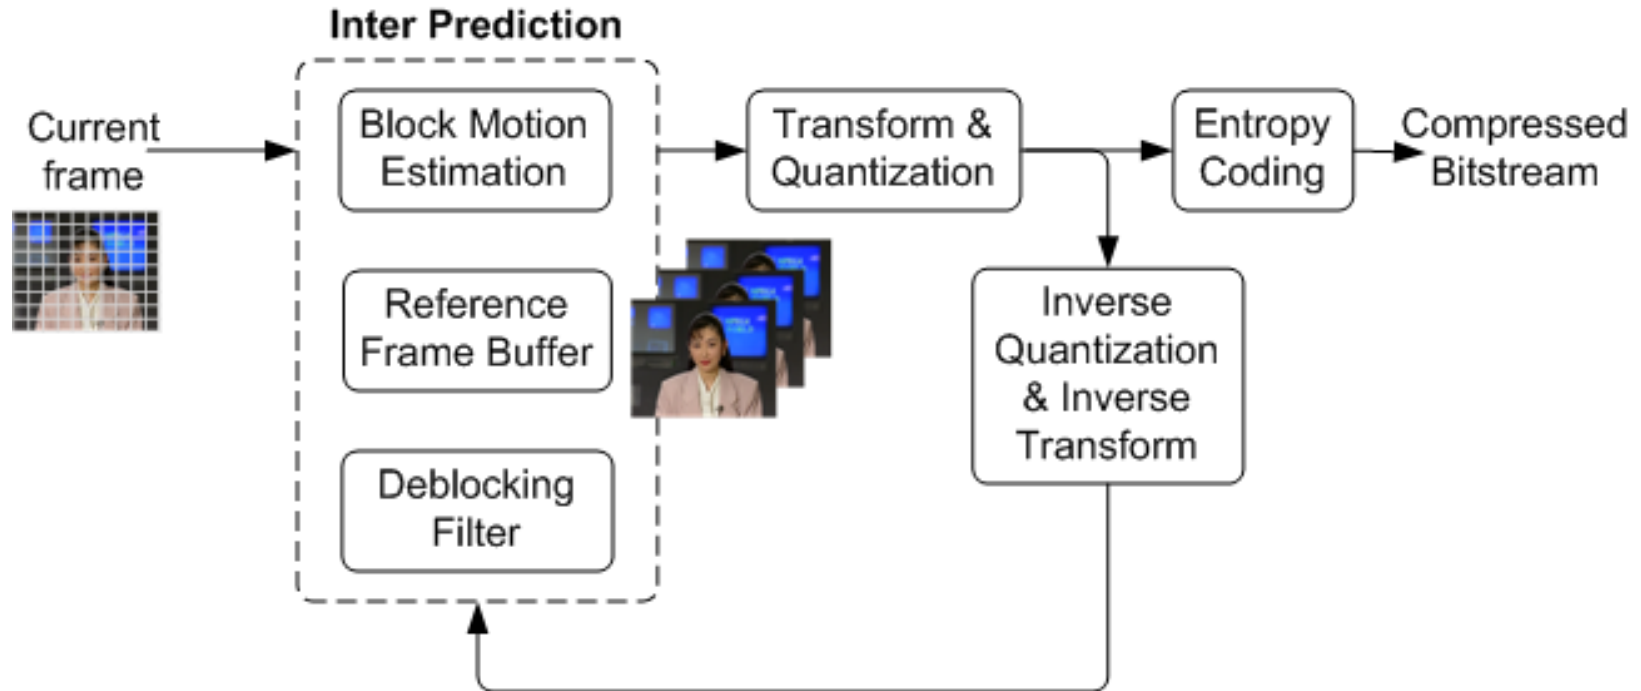 Inter Prediction
Current
frame
Block Motion
Estimation
Transform &
Quantization
Entropy
Coding
Compressed
Bitstream
Reference
Frame Buffer
Inverse
Quantization
& Inverse
Transform
Deblocking
Filter